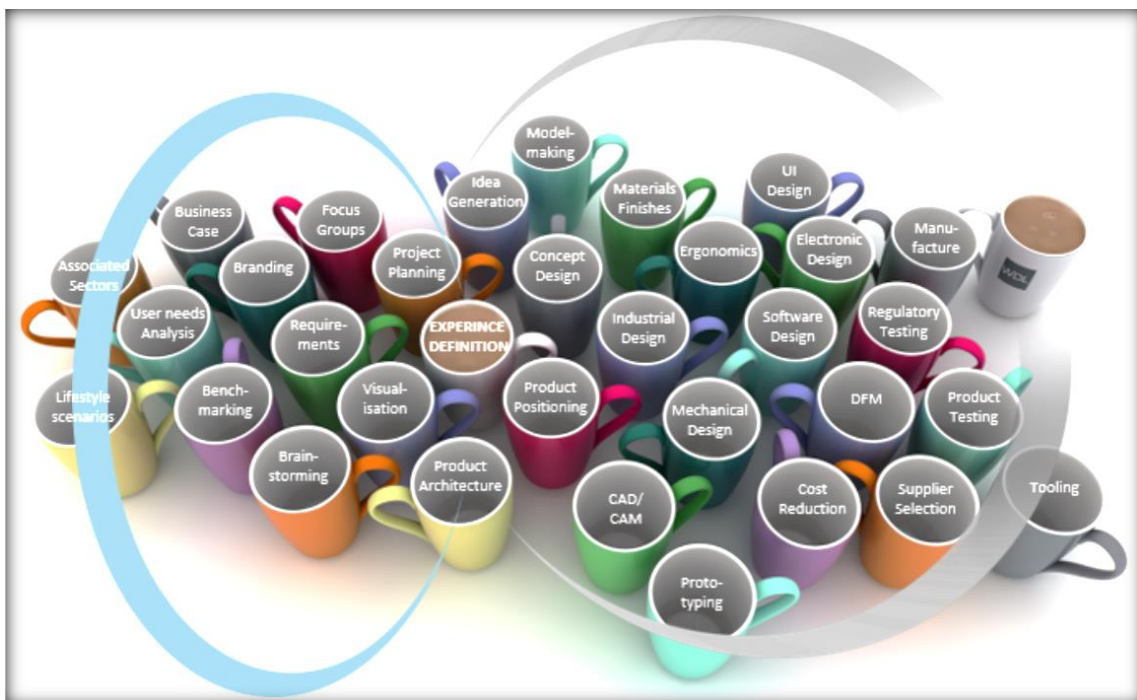 Model-
making
Idea
Generation
Materials
Finishes
UI
Design
Business
Case
Focus
Groups
Project
Planning
Concept
Design
Ergonomics
Electronic
Design
Manu-
facture
WDL
Associated
Sectors
Branding
User needs
Analysis
Require-
ments
EXPERINCE
DEFINITION
Industrial
Design
Software
Design
Regulatory
Testing
Lifestyle
scenarios
Bench-
marking
Visual-
isation
Product
Positioning
Mechanical
Design
DFM
Product
Testing
Brain-
storming
Product
Architecture
CAD/
CAM
Cost
Reduction
Supplier
Selection
Tooling
Proto-
typing